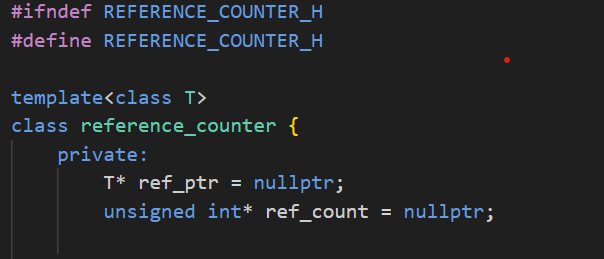 #ifndef REFERENCE_COUNTER_H
#define REFERENCE_COUNTER_H
template<class T>
class reference_counter {
private:
T* ref_ptr = nullptr;
unsigned int* ref_count = nullptr;